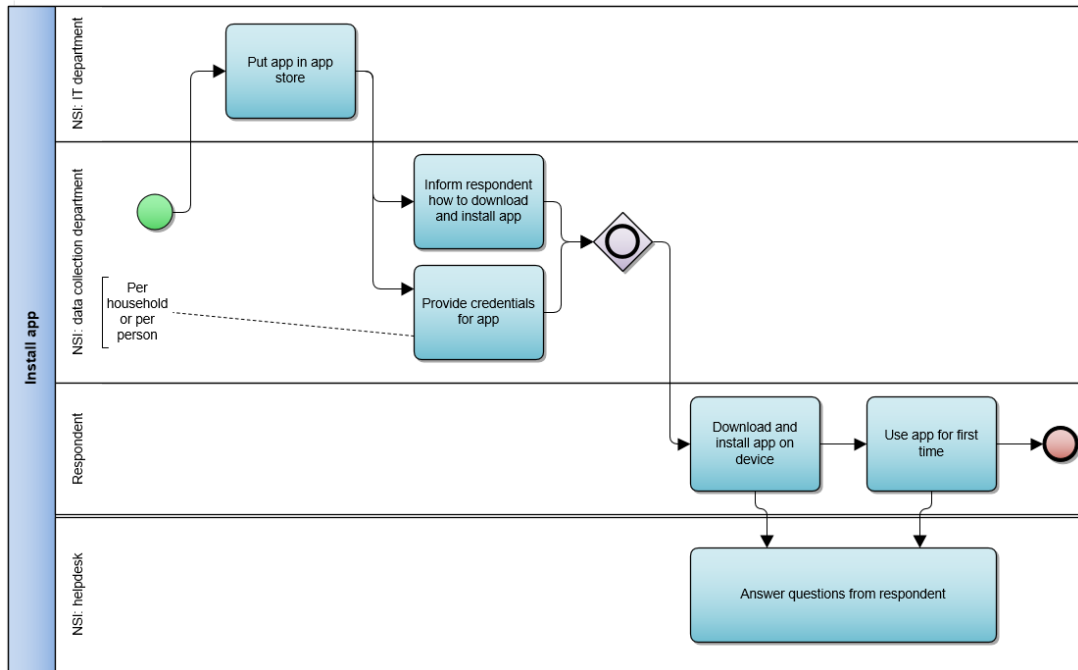 Install app
NSI: IT department
Put app in app
store
NSI: data collection department
Inform respondent
how to download
and install app
Per
household
or per
person
Provide credentials
for app
Respondent
Download and
install app on
device
Use app for first
time
NSI: helpdesk
Answer questions from respondent